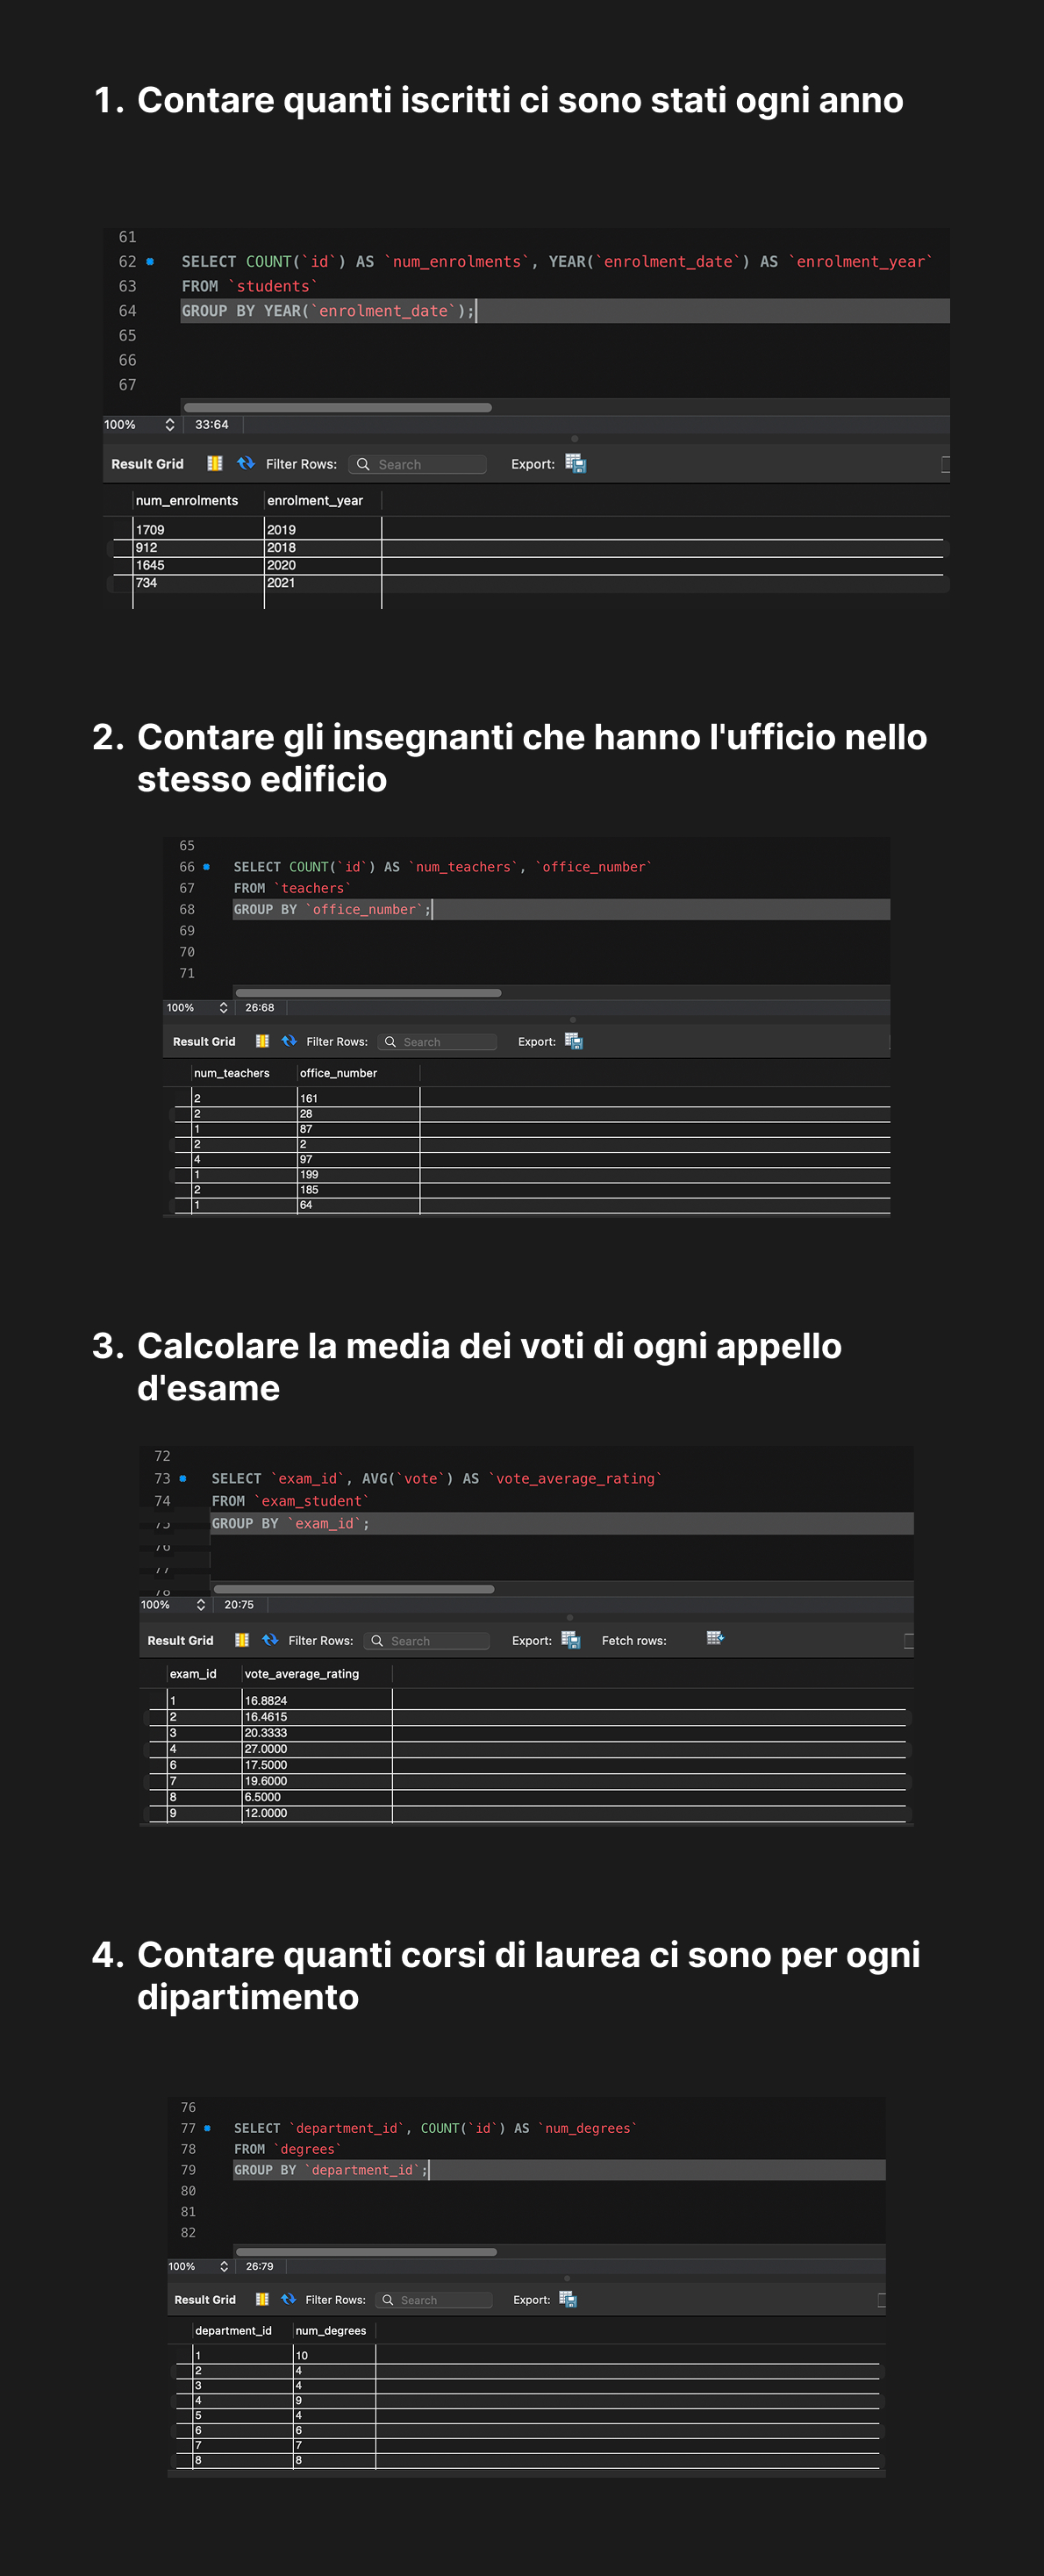 1. Contare quanti iscritti ci sono stati ogni anno
61
62 SELECT COUNT(`id`) AS `num_enrolments`, YEAR(`enrolment_date`) AS `enrolment_year`
63 FROM `students`
64 GROUP BY YEAR(`enrolment_date`);
65
66
67
100% 33:64
Result Grid Filter Rows: Search Export:
num_enrolments enrolment_year
1709 2019
912 2018
1645 2020
734 2021
2. Contare gli insegnanti che hanno l'ufficio nello
stesso edificio
65
66 SELECT COUNT(`id`) AS `num_teachers`, `office_number`
67 FROM `teachers`
68 GROUP BY `office_number`;
69
70
71
100% 26:68
Result Grid Filter Rows: Search Export:
num_teachers office_number
2 161
2 28
1 87
2 2
4 97
1 199
2 185
1 64
3. Calcolare la media dei voti di ogni appello
d'esame
72
73 SELECT `exam_id`, AVG(`vote`) AS `vote_average_rating`
74 FROM `exam_student`
75 GROUP BY `exam_id`;
76
77
78
100% 20:75
Result Grid Filter Rows: Search Export: Fetch rows:
exam_id vote_average_rating
1 16.8824
2 16.4615
3 20.3333
4 27.0000
6 17.5000
7 19.6000
8 6.5000
9 12.0000
4. Contare quanti corsi di laurea ci sono per ogni
dipartimento
76
77 SELECT `department_id`, COUNT(`id`) AS `num_degrees`
78 FROM `degrees`
79 GROUP BY `department_id`;
80
81
82
100% 26:79
Result Grid Filter Rows: Search Export:
department_id num_degrees
1 10
2 4
3 4
4 9
5 4
6 6
7 7
8 8